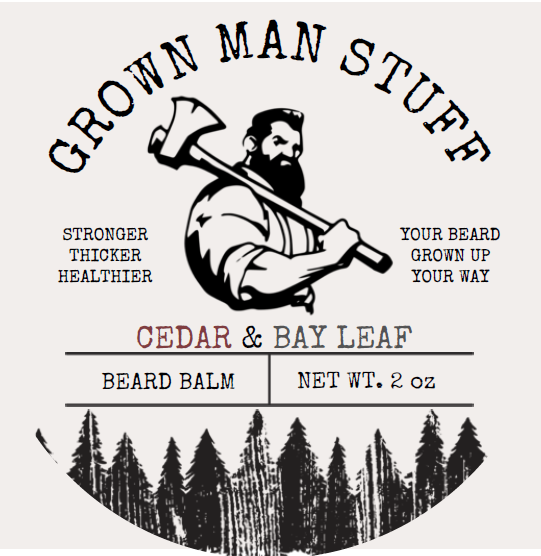 GROWN MAN STUFF
STRONGER
THICKER
HEALTHIER
YOUR BEARD
GROWN UP
YOUR WAY
CEDAR & BAY LEAF
BEARD BALM
NET WT. 2 oz